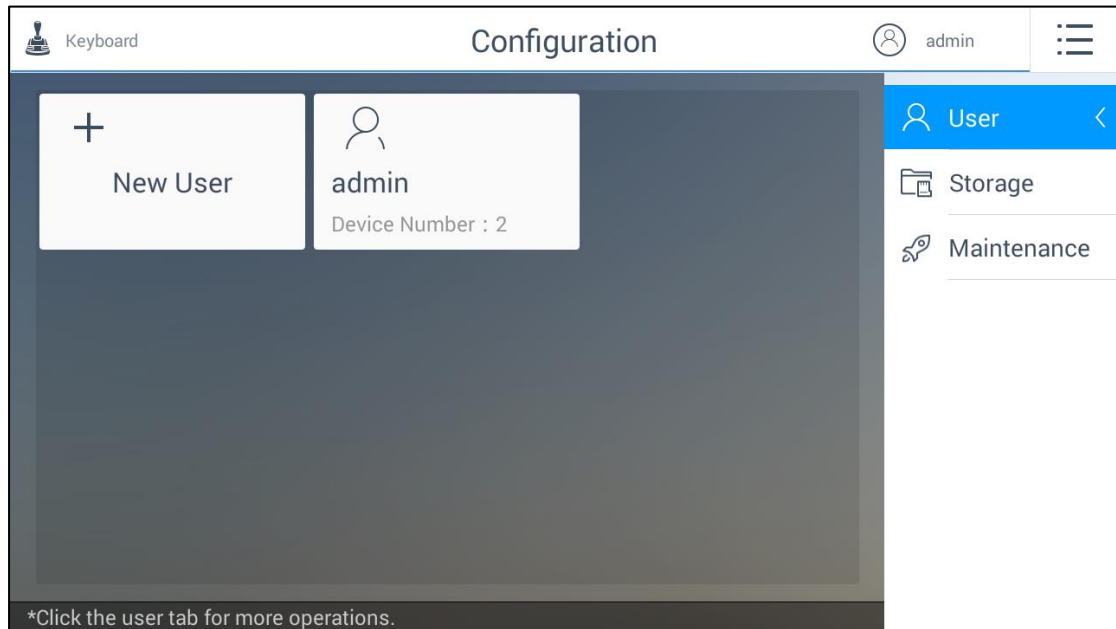 Keyboard
Configuration
admin
New User
admin
Device Number : 2
User
Storage
Maintenance
*Click the user tab for more operations.